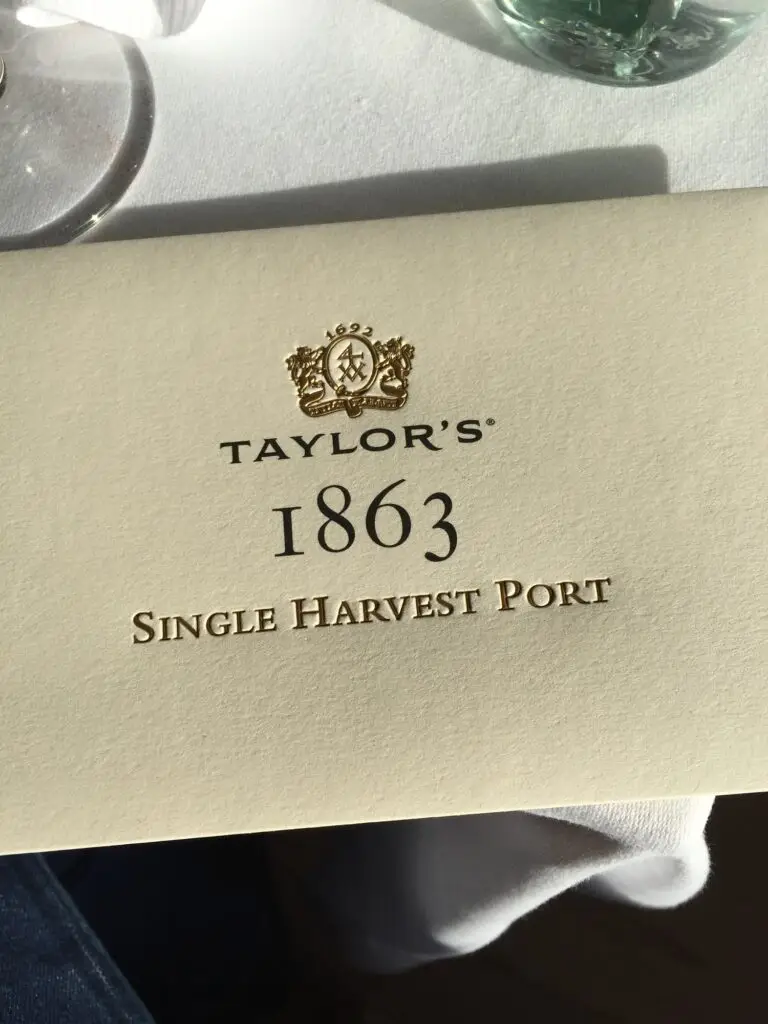 1692
TAYLOR'S®
1863
SINGLE HARVEST PORT